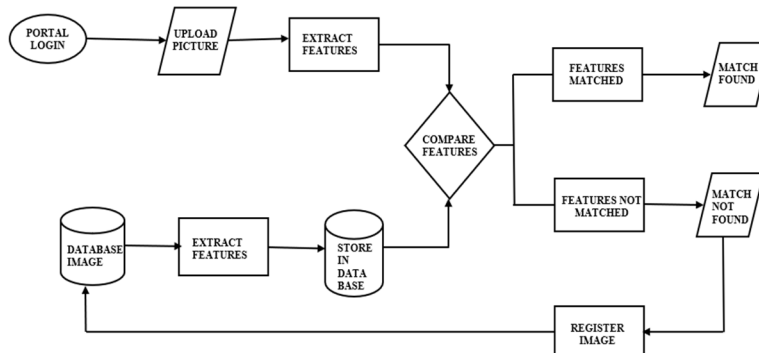 PORTAL
LOGIN
UPLOAD
PICTURE
EXTRACT
FEATURES
FEATURES
MATCHED
MATCH
FOUND
COMPARE
FEATURES
FEATURES NOT
MATCHED
MATCH
NOT
FOUND
DATABASE
IMAGE
EXTRACT
FEATURES
STORE
IN
DATA
BASE
REGISTER
IMAGE